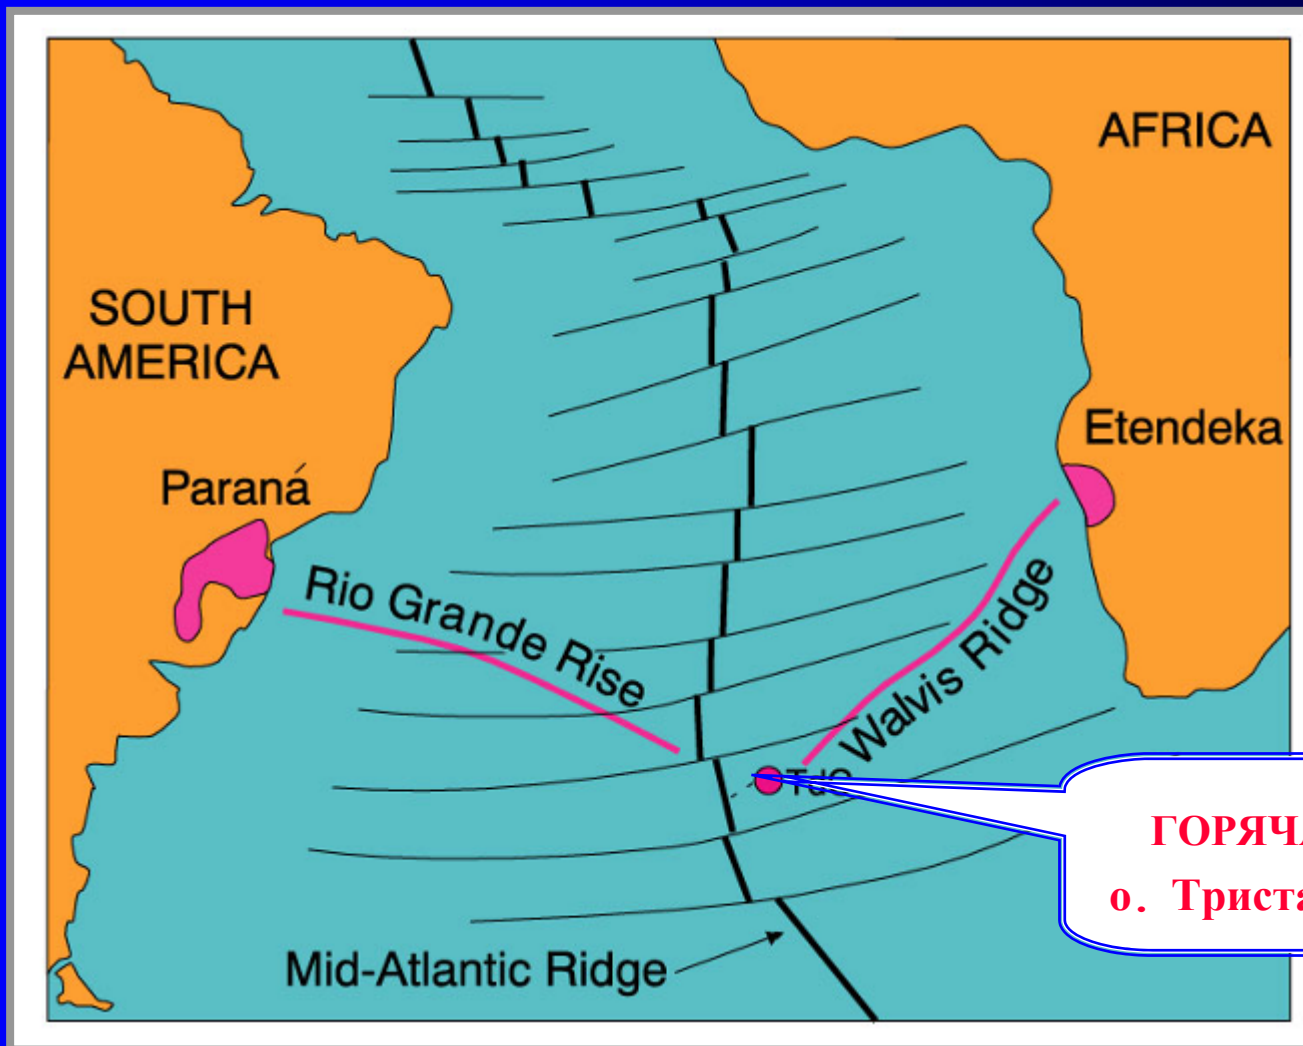 AFRICA
SOUTH
AMERICA
Etendeka
Paraná
Rio Grande Rise
Walvis Ridge
о.
Mid-Atlantic Ridge